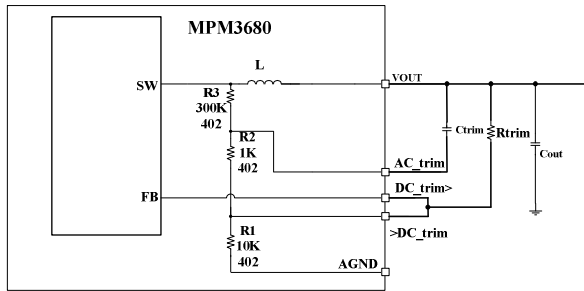 MPM3680
L
SW
VOUT
R3
300K
402
Ctrim
Rtrim
R2
1K
402
Cout
AC_trim
DC_trim>
FB
>DC_trim
R1
10K
402
AGND